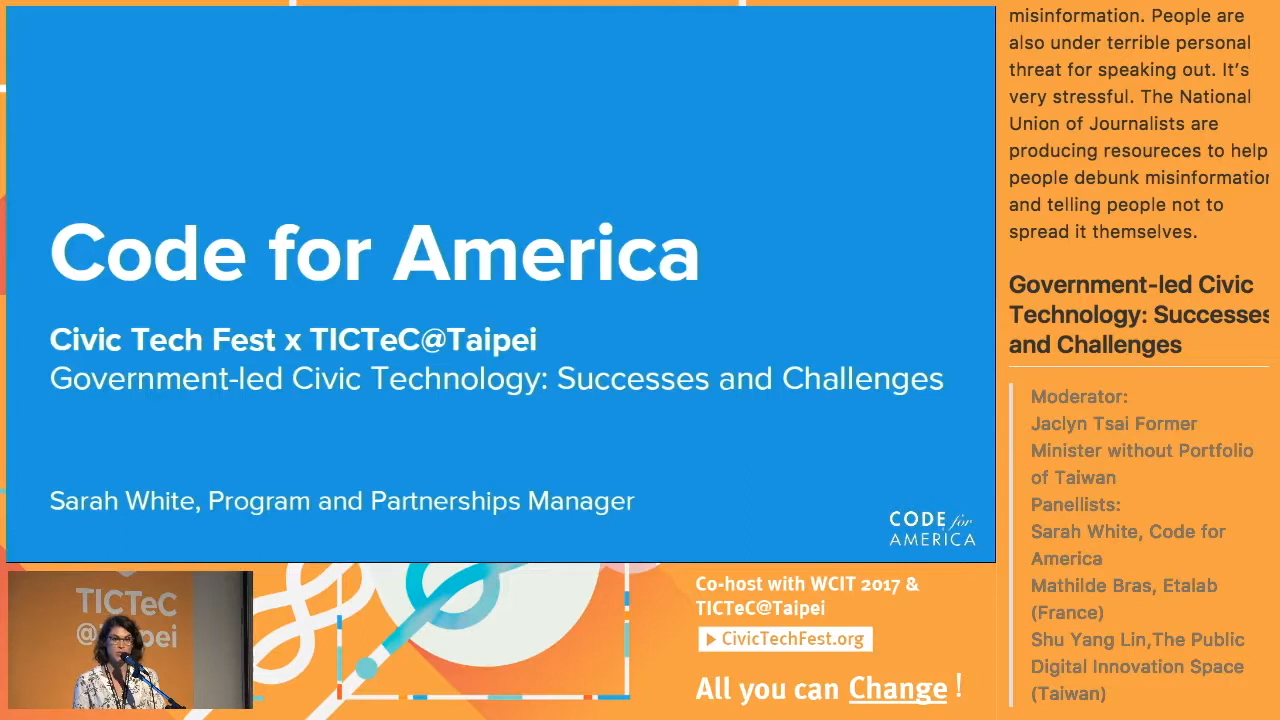 Code for America
Civic Tech Fest x TICTeC@Taipei
Government-led Civic Technology: Successes and Challenges
Sarah White, Program and Partnerships Manager
CODE for
AMERICA
misinformation. People are
also under terrible personal
threat for speaking out. It's
very stressful. The National
Union of Journalists are
producing resoureces to help
people debunk misinformation
and telling people not to
spread it themselves.
Government-led Civic
Technology: Successes
and Challenges
Moderator:
Jaclyn Tsai Former
Minister without Portfolio
of Taiwan
Panellists:
Sarah White, Code for
America
Mathilde Bras, Etalab
(France)
Shu Yang Lin,The Public
Digital Innovation Space
(Taiwan)
TICTeC
@Taipei
Co-host with WCIT 2017 &
TICTeC@Taipei
CivicTechFest.org
All you can Change !